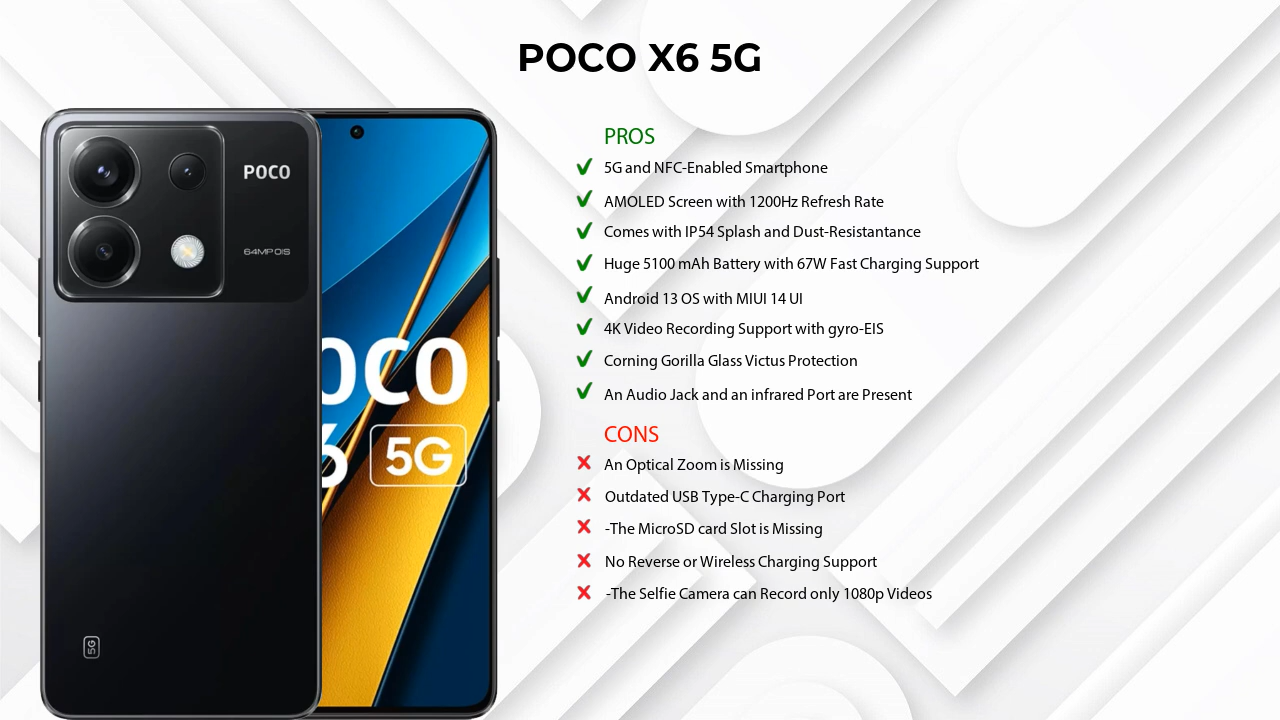 POCO X6 5G
POCO
64MP OIS
5G
OCO
6 5G
PROS
5G and NFC-Enabled Smartphone
AMOLED Screen with 1200Hz Refresh Rate
Comes with IP54 Splash and Dust-Resistantance
Huge 5100 mAh Battery with 67W Fast Charging Support
Android 13 OS with MIUI 14 UI
4K Video Recording Support with gyro-EIS
Corning Gorilla Glass Victus Protection
An Audio Jack and an infrared Port are Present
CONS
An Optical Zoom is Missing
Outdated USB Type-C Charging Port
-The MicroSD card Slot is Missing
No Reverse or Wireless Charging Support
-The Selfie Camera can Record only 1080p Videos